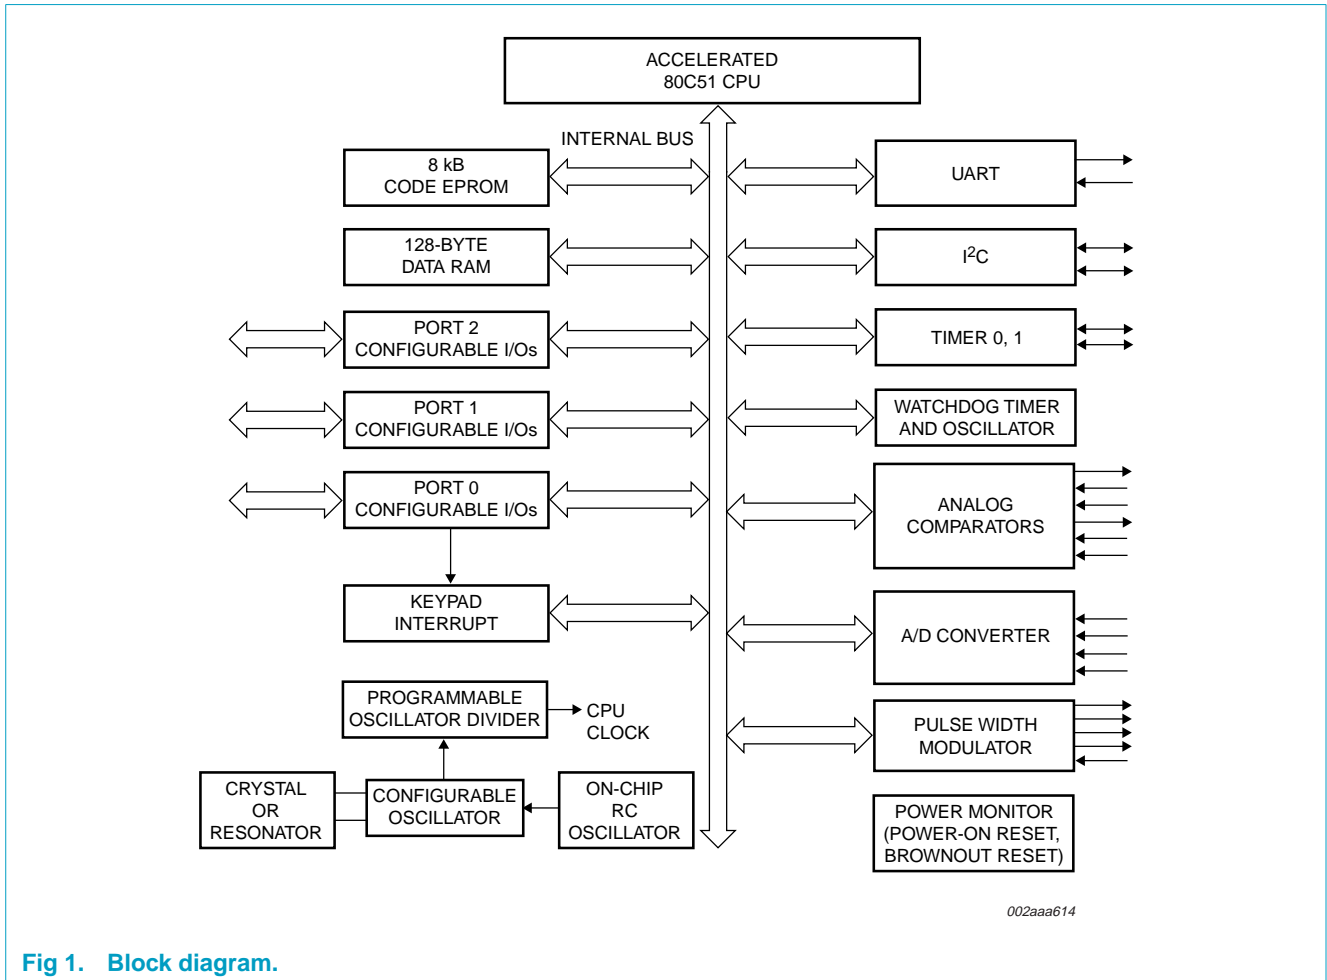 ACCELERATED
80C51 CPU
INTERNAL BUS
8 kB
CODE EPROM
UART
128-BYTE
DATA RAM
I²C
PORT 2
CONFIGURABLE I/Os
TIMER 0, 1
PORT 1
CONFIGURABLE I/Os
WATCHDOG TIMER
AND OSCILLATOR
PORT 0
CONFIGURABLE I/Os
ANALOG
COMPARATORS
KEYPAD
INTERRUPT
A/D CONVERTER
PROGRAMMABLE
OSCILLATOR DIVIDER
CPU
CLOCK
PULSE WIDTH
MODULATOR
CRYSTAL
OR
RESONATOR
CONFIGURABLE
OSCILLATOR
ON-CHIP
RC
OSCILLATOR
POWER MONITOR
(POWER-ON RESET,
BROWNOUT RESET)
002aaa614
Fig 1. Block diagram.